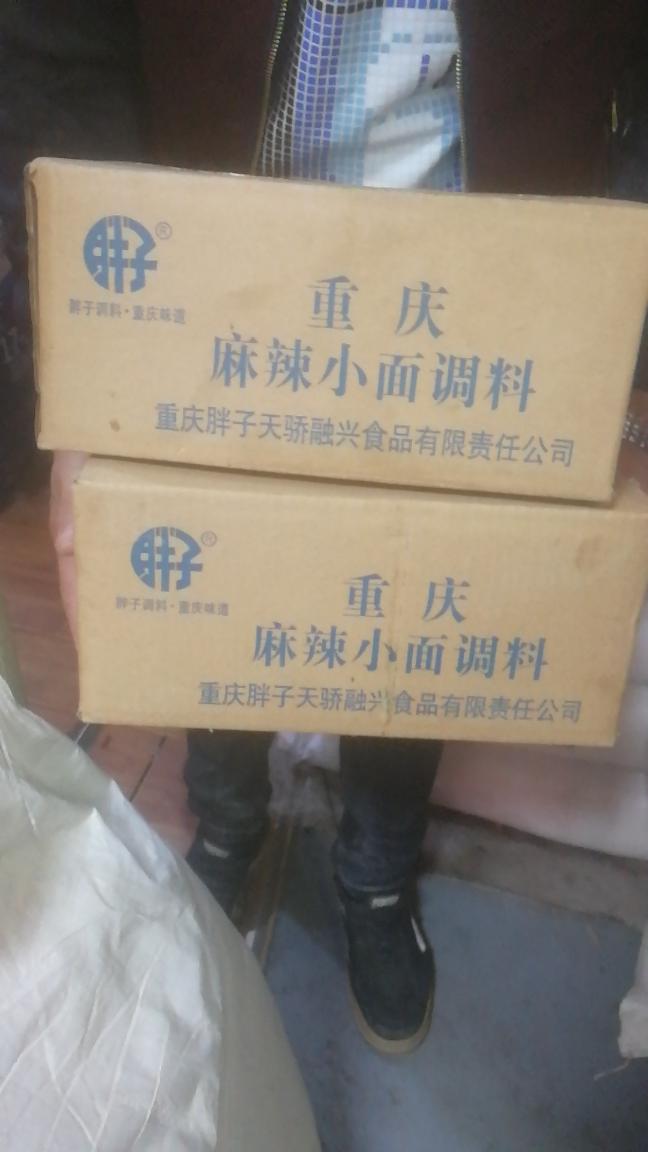 胖子®
胖子调料·重庆味道
重庆
麻辣小面调料
重庆胖子天骄融兴食品有限责任公司
胖子®
胖子调料·重庆味道
重庆
麻辣小面调料
重庆胖子天骄融兴食品有限责任公司